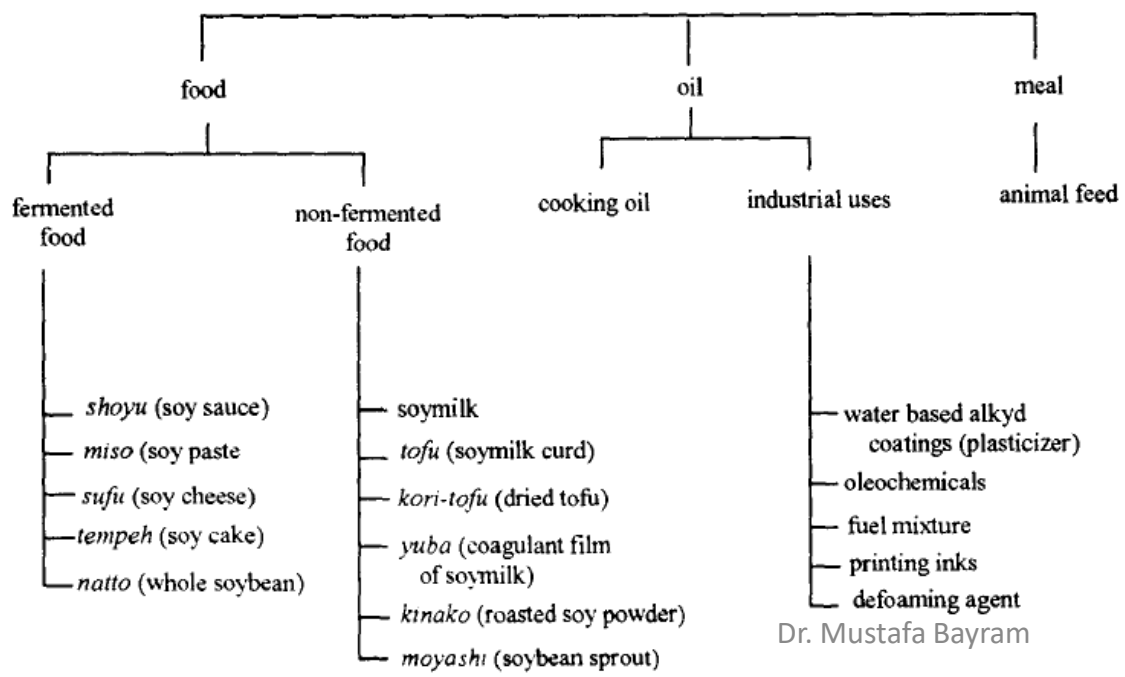 food
oil
meal
fermented
food
non-fermented
food
cooking oil
industrial uses
animal feed
shoyu (soy sauce)
miso (soy paste
sufu (soy cheese)
tempeh (soy cake)
natto (whole soybean)
soymilk
tofu (soymilk curd)
kori-tofu (dried tofu)
yuba (coagulant film
of soymilk)
kinako (roasted soy powder)
moyashi (soybean sprout)
water based alkyd
coatings (plasticizer)
oleochemicals
fuel mixture
printing inks
defoaming agent
Dr. Mustafa Bayram